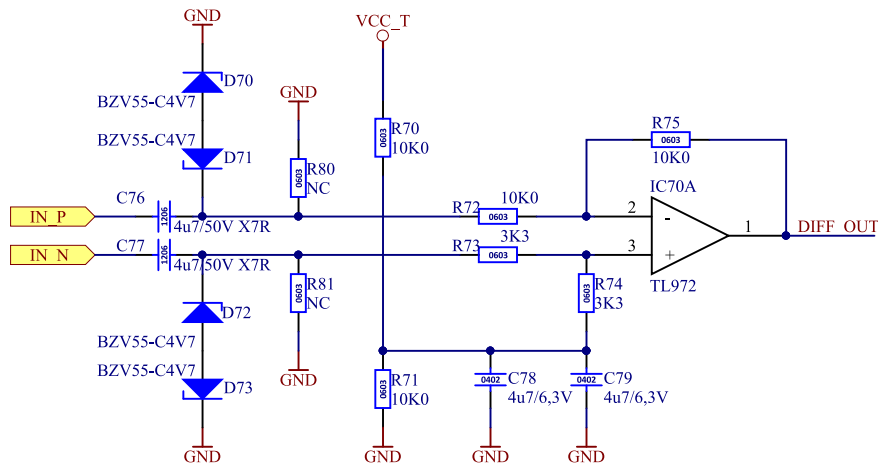 GND
VCC_T
D70
BZV55-C4V7
GND
BZV55-C4V7
D71
R80
NC
0603
R70
10K0
0603
R75
10K0
0603
C76
IN_P
1206
4u7/50V X7R
R72
10K0
0603
IC70A
2
-
1
DIFF_OUT
C77
IN_N
1206
4u7/50V X7R
R73
3K3
0603
3
+
TL972
D72
BZV55-C4V7
R81
NC
0603
R74
3K3
0603
BZV55-C4V7
D73
GND
R71
10K0
0603
C78
4u7/6,3V
0402
C79
4u7/6,3V
0402
GND
GND
GND
GND